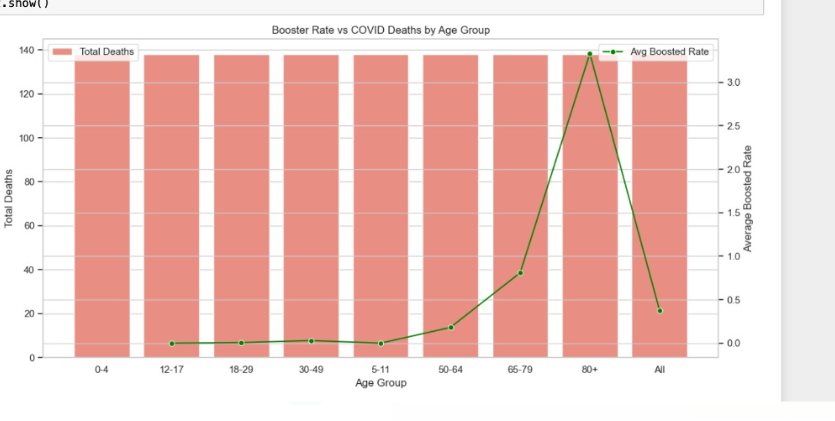 .show()
Booster Rate vs COVID Deaths by Age Group
Total Deaths
Avg Boosted Rate
140
120
100
80
60
40
20
0
Total Deaths
3.0
2.5
2.0
1.5
1.0
0.5
0.0
Average Boosted Rate
0-4 12-17 18-29 30-49 5-11 50-64 65-79 80+ All
Age Group